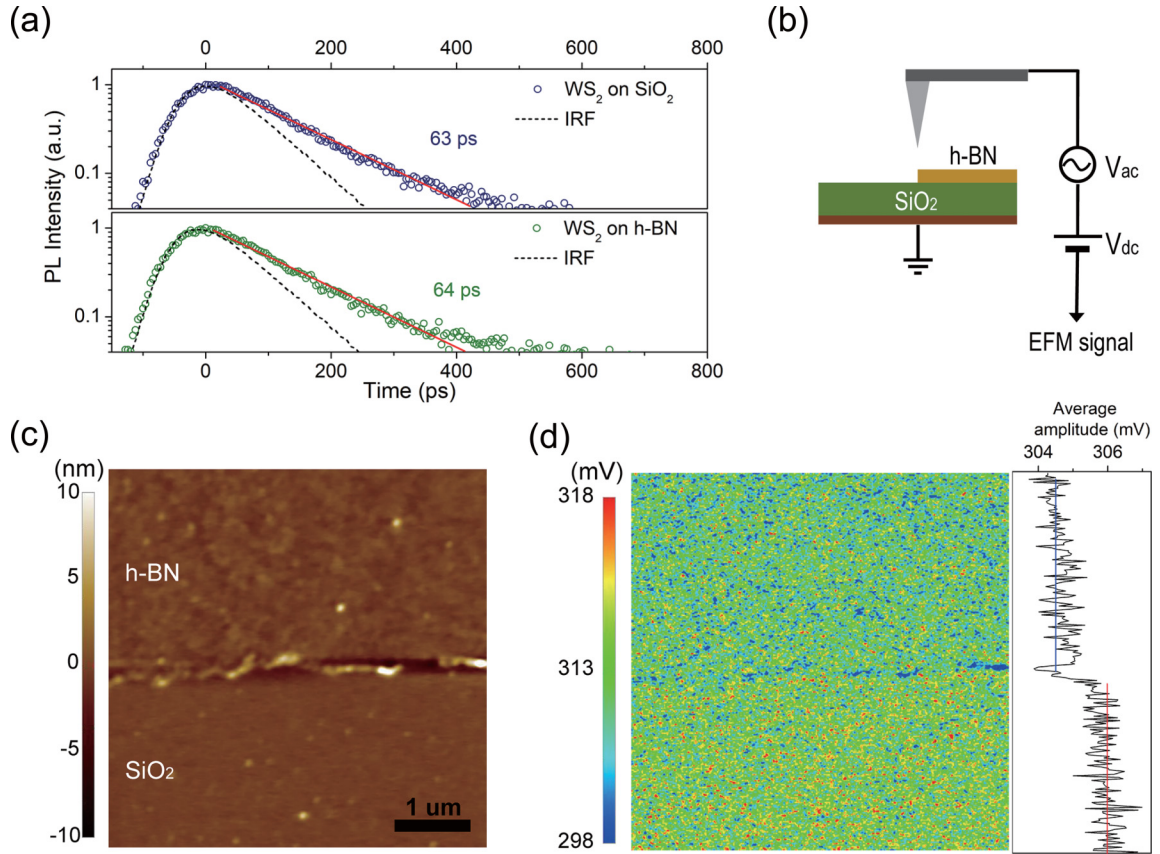 (a)
0 200 400 600 800
1
0.1
WS2 on SiO2
IRF
63 ps
1
0.1
WS2 on h-BN
IRF
64 ps
PL Intensity (a.u.)
0 200 400 600 800
Time (ps)
(b)
h-BN
SiO2
Vac
Vdc
EFM signal
(c)
(nm)
10
5
0
-5
-10
h-BN
SiO2
1 um
(d)
(mV)
318
313
298
Average
amplitude (mV)
304 306